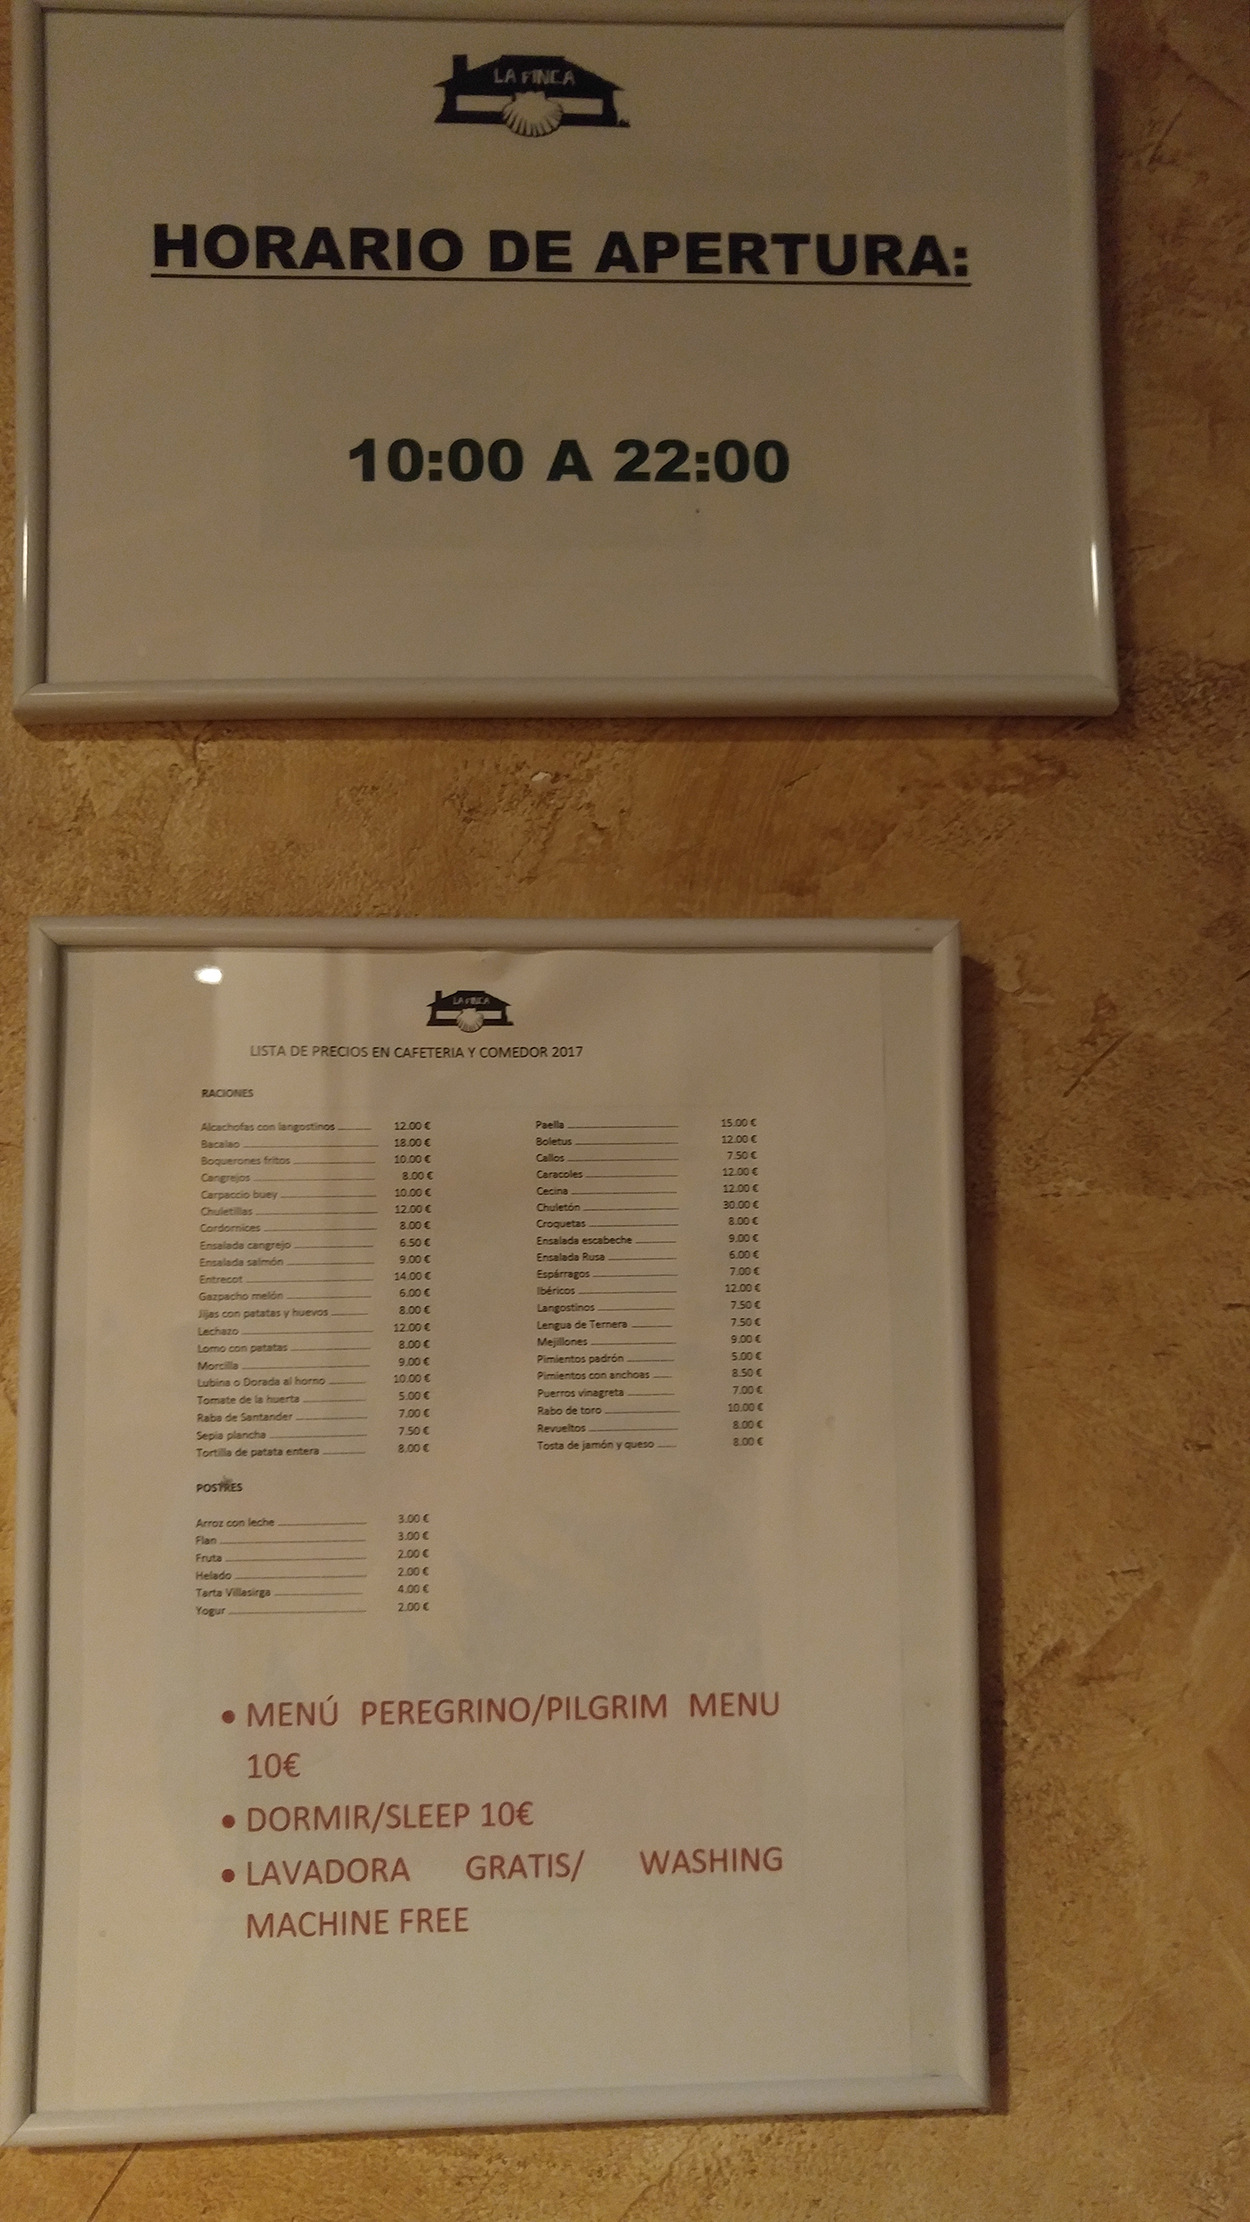 LA FINCA
HORARIO DE APERTURA:
10:00 A 22:00
LA FINCA
LISTA DE PRECIOS EN CAFETERIA Y COMEDOR 2017
RACIONES
Alcachofas con langostinos 12.00 €
Bacalao 18.00 €
Boquerones fritos 10.00 €
Cangrejos 8.00 €
Carpaccio buey 10.00 €
Chuletillas 12.00 €
Cordornices 8.00 €
Ensalada cangrejo 6.50 €
Ensalada salmón 9.00 €
Entrecot 14.00 €
Gazpacho melón 6.00 €
Jijas con patatas y huevos 8.00 €
Lechazo 12.00 €
Lomo con patatas 8.00 €
Morcilla 9.00 €
Lubina o Dorada al horno 10.00 €
Tomate de la huerta 5.00 €
Raba de Santander 7.00 €
Sepia plancha 7.50 €
Tortilla de patata entera 8.00 €
Paella 15.00 €
Boletus 12.00 €
Callos 7.50 €
Caracoles 12.00 €
Cecina 12.00 €
Chuletón 30.00 €
Croquetas 8.00 €
Ensalada escabeche 9.00 €
Ensalada Rusa 6.00 €
Espárragos 7.00 €
Ibéricos 12.00 €
Langostinos 7.50 €
Lengua de Ternera 7.50 €
Mejillones 9.00 €
Pimientos padrón 5.00 €
Pimientos con anchoas 8.50 €
Puerros vinagreta 7.00 €
Rabo de toro 10.00 €
Revueltos 8.00 €
Tosta de jamón y queso 8.00 €
POSTRES
Arroz con leche 3.00 €
Flan 3.00 €
Fruta 2.00 €
Helado 2.00 €
Tarta Villasirga 4.00 €
Yogur 2.00 €
• MENÚ PEREGRINO/PILGRIM MENU
10€
• DORMIR/SLEEP 10€
• LAVADORA GRATIS/ WASHING
MACHINE FREE